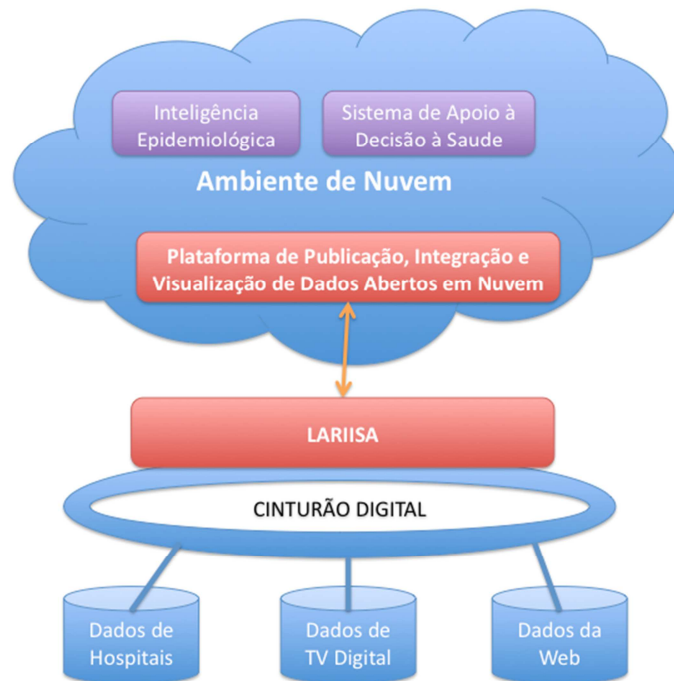 Inteligência
Epidemiológica
Sistema de Apoio à
Decisão à Saude
Ambiente de Nuvem
Plataforma de Publicação, Integração e
Visualização de Dados Abertos em Nuvem
LARIISA
CINTURÃO DIGITAL
Dados de
Hospitais
Dados de
TV Digital
Dados da
Web